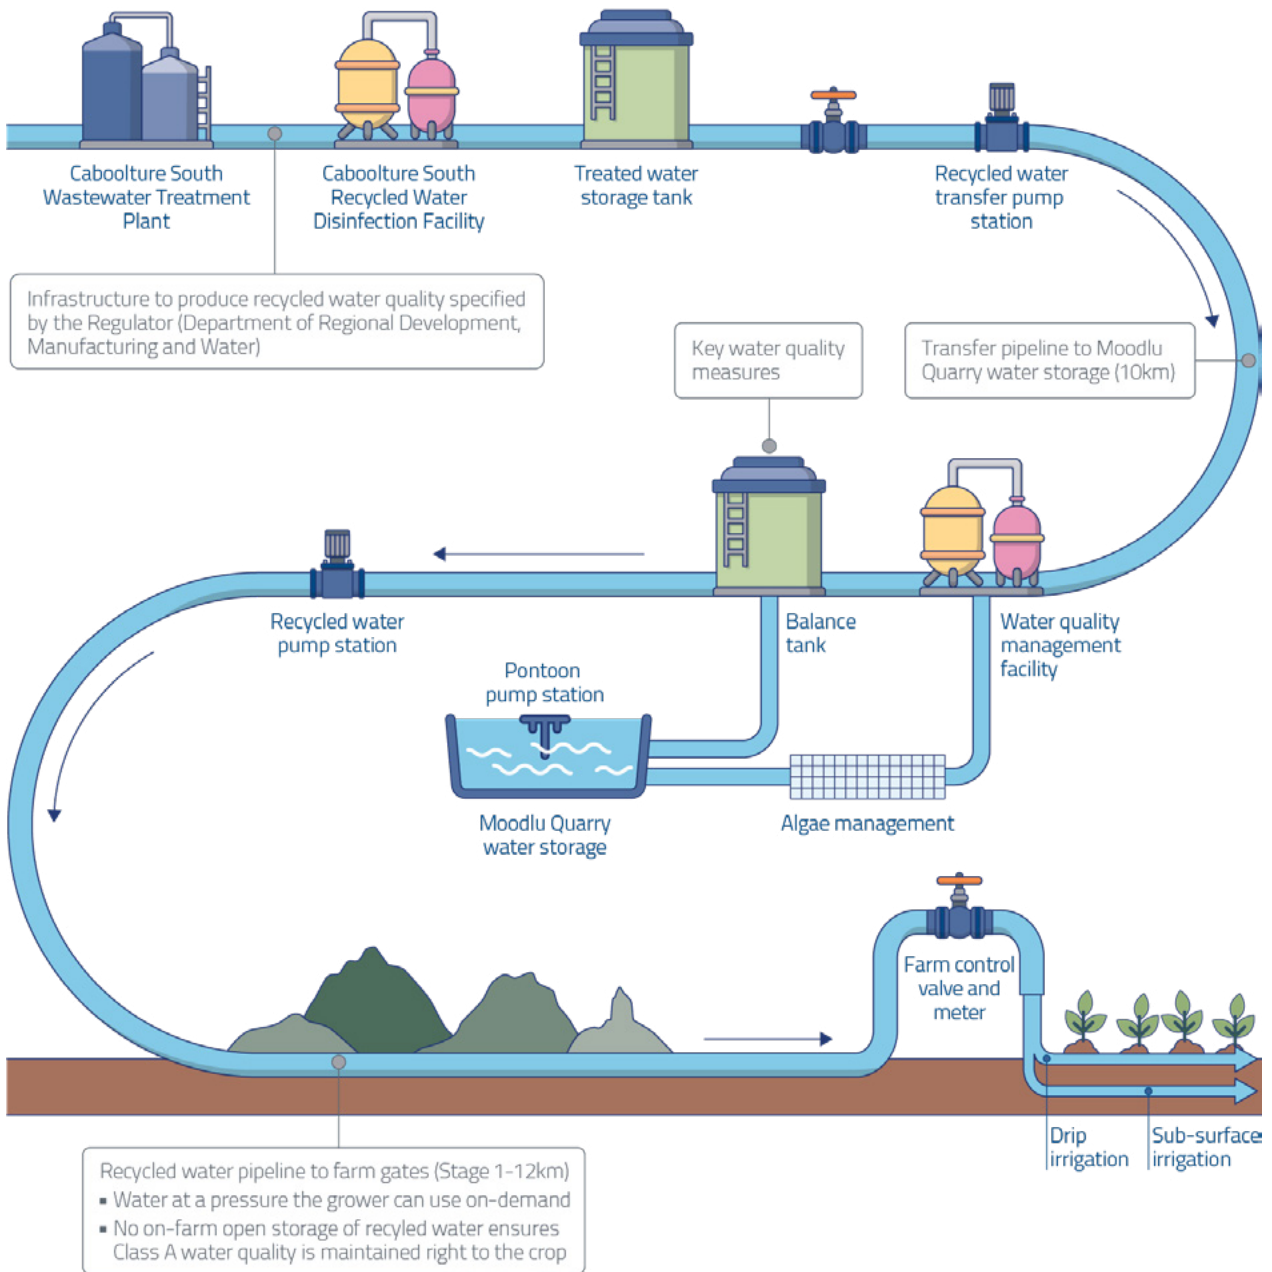 Caboolture South
Wastewater Treatment
Plant
Caboolture South
Recycled Water
Disinfection Facility
Treated water
storage tank
Recycled water
transfer pump
station
Infrastructure to produce recycled water quality specified
by the Regulator (Department of Regional Development,
Manufacturing and Water)
Key water quality
measures
Transfer pipeline to Moodlu
Quarry water storage (10km)
Recycled water
pump station
Balance
tank
Water quality
management
facility
Pontoon
pump station
Moodlu Quarry
water storage
Algae management
Farm control
valve and
meter
Drip
irrigation
Sub-surface
irrigation
Recycled water pipeline to farm gates (Stage 1-12km)
▪ Water at a pressure the grower can use on-demand
▪ No on-farm open storage of recyled water ensures
Class A water quality is maintained right to the crop